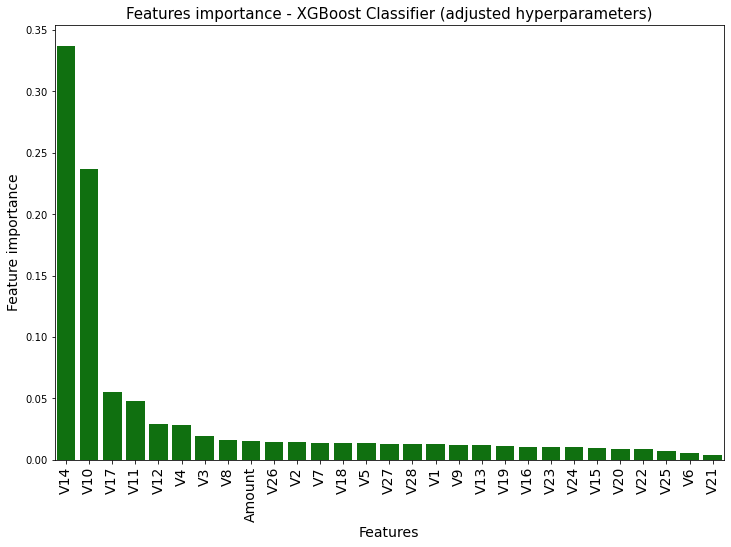 Features importance - XGBoost Classifier (adjusted hyperparameters)
Feature importance
0.35
0.30
0.25
0.20
0.15
0.10
0.05
0.00
V14
V10
V17
V11
V12
V4
V3
V8
Amount
V26
V2
V7
V18
V5
V27
V28
V1
V9
V13
V19
V16
V23
V24
V15
V20
V22
V25
V6
V21
Features